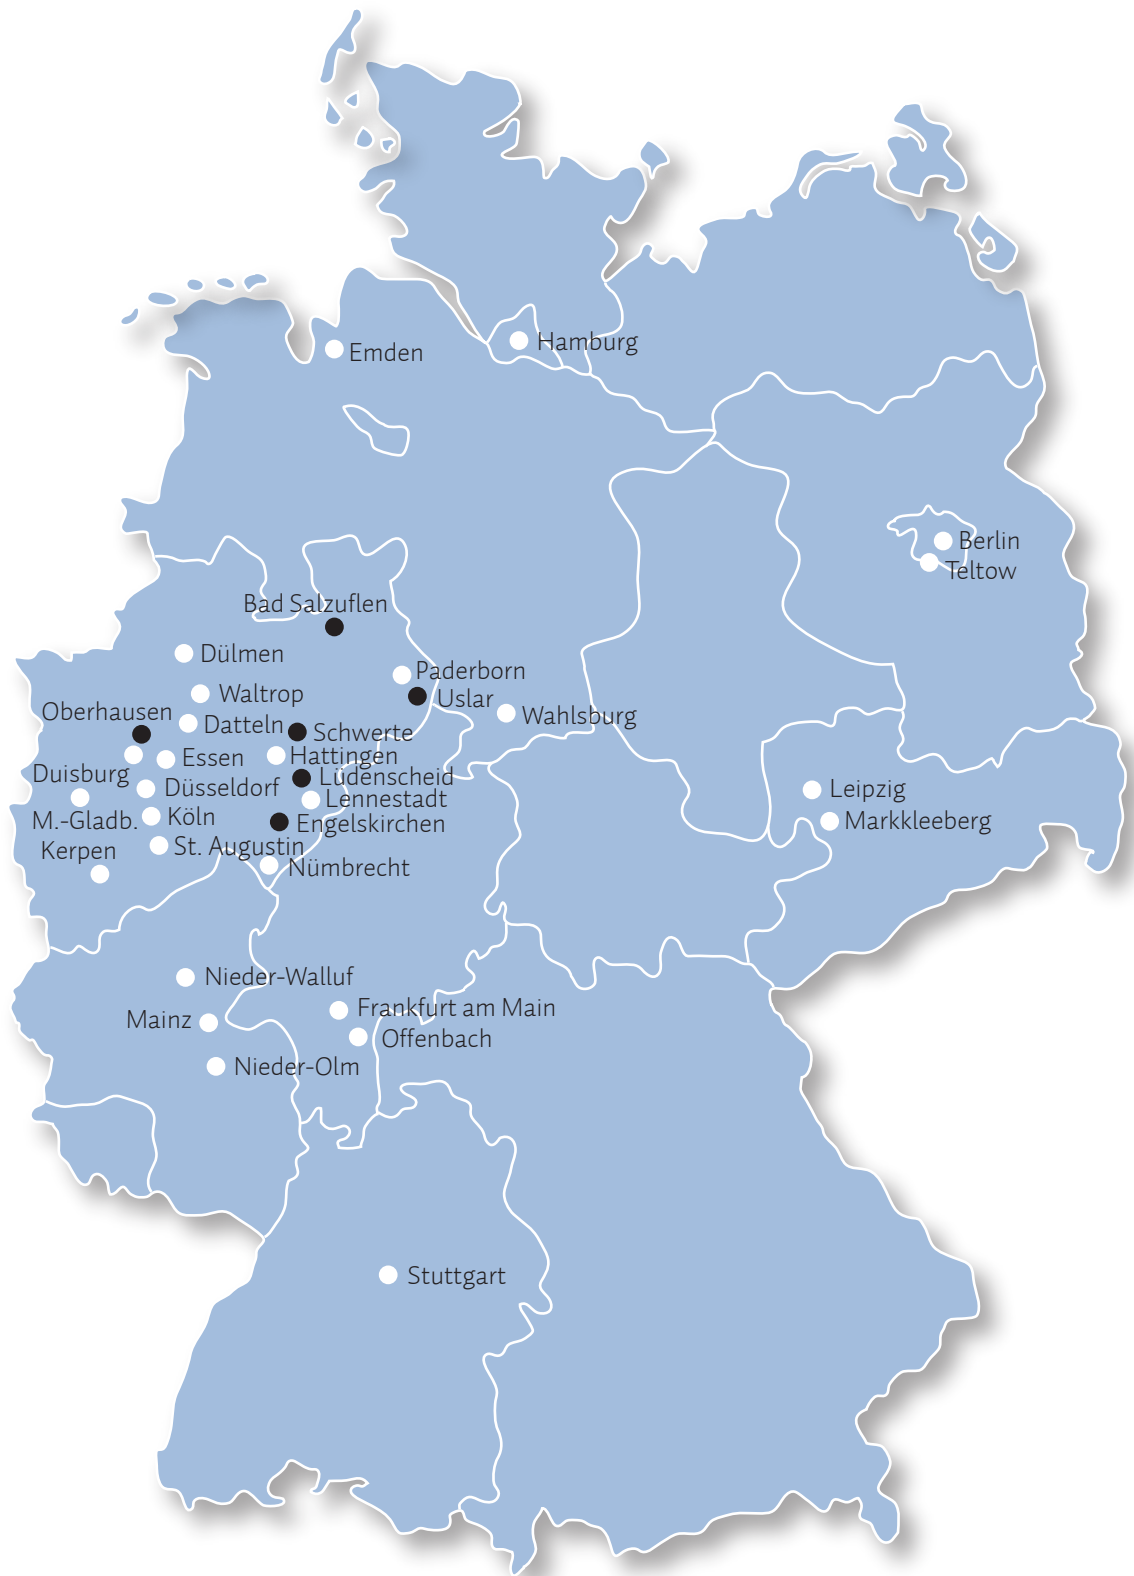 Hamburg
Emden
Berlin
Teltow
Bad Salzuflen
Dülmen
Paderborn
Waltrop
Uslar
Oberhausen
Wahlsburg
Datteln
Schwerte
Hattingen
Essen
Duisburg
Lüdenscheid
Düsseldorf
Leipzig
Lennestadt
M.-Gladb.
Köln
Markkleeberg
Engelskirchen
St. Augustin
Kerpen
Nümbrecht
Nieder-Walluf
Frankfurt am Main
Mainz
Offenbach
Nieder-Olm
Stuttgart